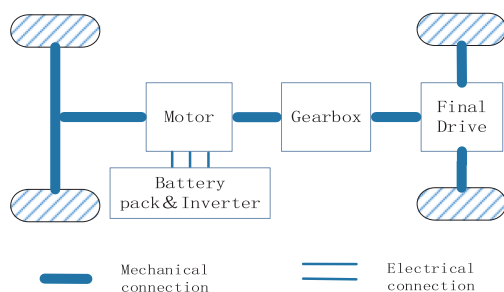 Motor
Gearbox
Final
Drive
Battery
pack&Inverter
Mechanical
connection
Electrical
connection